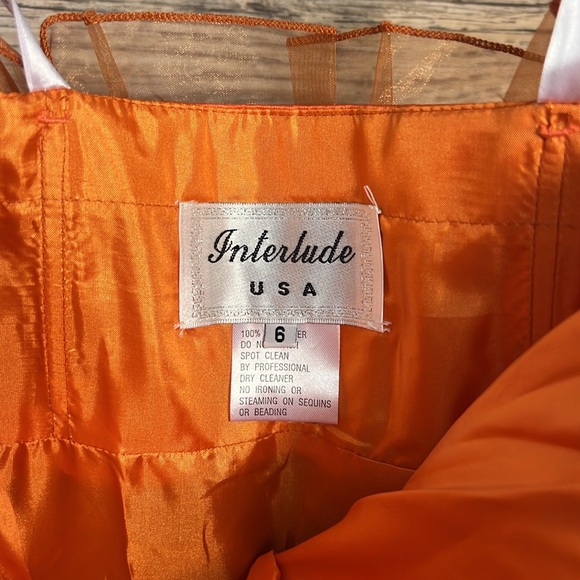 Interlude
USA
6
100% ER
DO N
SPOT CLEAN
BY PROFESSIONAL
DRY CLEANER
NO IRONING OR
STEAMING ON SEQUINS
OR BEADING